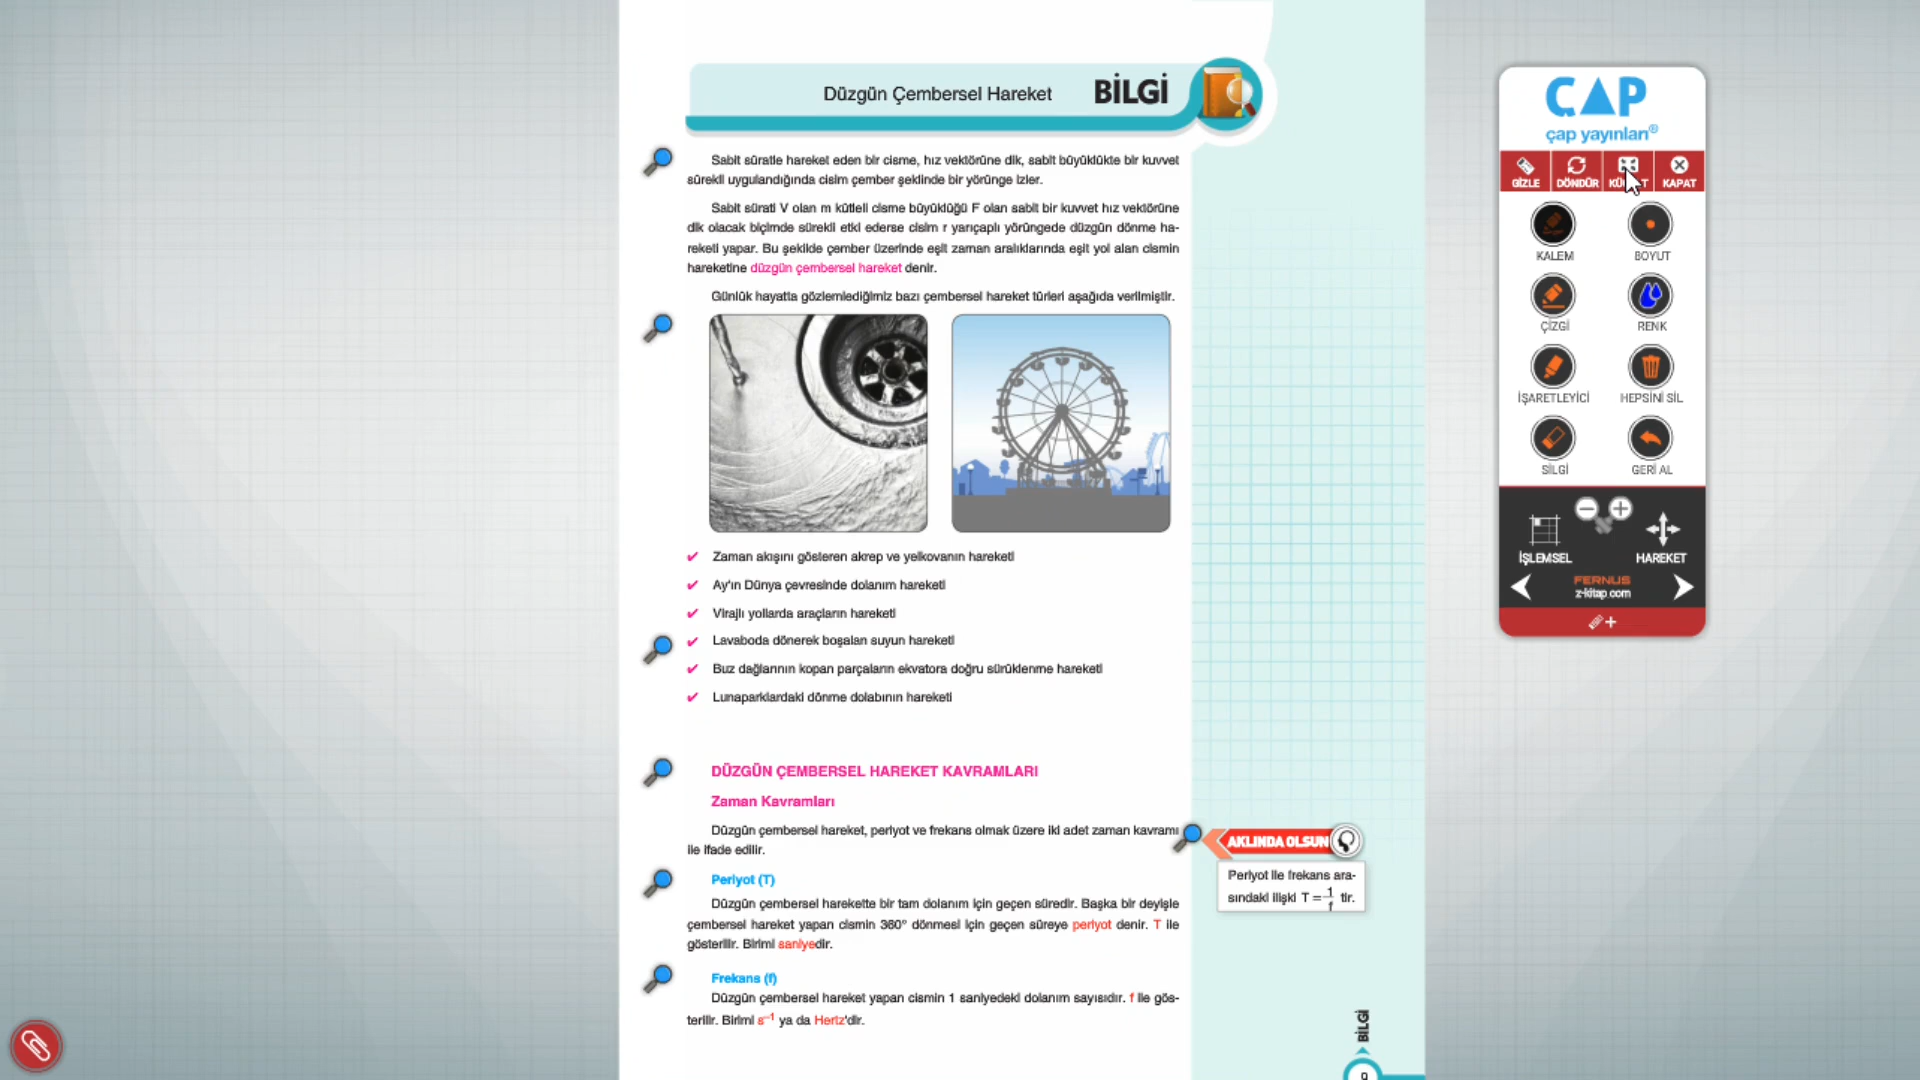 Düzgün Çembersel Hareket BİLGİ
Sabit süratle hareket eden bir cisme, hız vektörüne dik, sabit büyüklükte bir kuvvet
sürekli uygulandığında cisim çember şeklinde bir yörünge izler.
Sabit sürati V olan m kütleli cisme büyüklüğü F olan sabit bir kuvvet hız vektörüne
dik olacak biçimde sürekli etki ederse cisim r yarıçaplı yörüngede düzgün dönme ha-
reketi yapar. Bu şekilde çember üzerinde eşit zaman aralıklarında eşit yol alan cismin
hareketine düzgün çembersel hareket denir.
Günlük hayatta gözlemlediğimiz bazı çembersel hareket türleri aşağıda verilmiştir.
✔ Zaman akışını gösteren akrep ve yelkovanın hareketi
✔ Ay'ın Dünya çevresinde dolanım hareketi
✔ Virajlı yollarda araçların hareketi
✔ Lavaboda dönerek boşalan suyun hareketi
✔ Buz dağlarının kopan parçaların ekvatora doğru sürüklenme hareketi
✔ Lunaparklardaki dönme dolabının hareketi
DÜZGÜN ÇEMBERSEL HAREKET KAVRAMLARI
Zaman Kavramları
Düzgün çembersel hareket, periyot ve frekans olmak üzere iki adet zaman kavramı
ile ifade edilir.
Periyot (T)
Düzgün çembersel harekette bir tam dolanım için geçen süredir. Başka bir deyişle
çembersel hareket yapan cismin 360° dönmesi için geçen süreye periyot denir. T ile
gösterilir. Birimi saniyedir.
Frekans (f)
Düzgün çembersel hareket yapan cismin 1 saniyedeki dolanım sayısıdır. f ile gös-
terilir. Birimi s⁻¹ ya da Hertz'dir.
AKLINDA OLSUN
Periyot ile frekans ara-
sındaki ilişki T = 1/f tir.
BİLGİ
9
ÇAP
çap yayınları®
GİZLE DÖNDÜR KAPAT
KALEM BOYUT
ÇİZGİ RENK
İŞARETLEYİCİ HEPSİNİ SİL
SİLGİ GERİ AL
İŞLEMSEL HAREKET
FERNUS
z-kitap.com